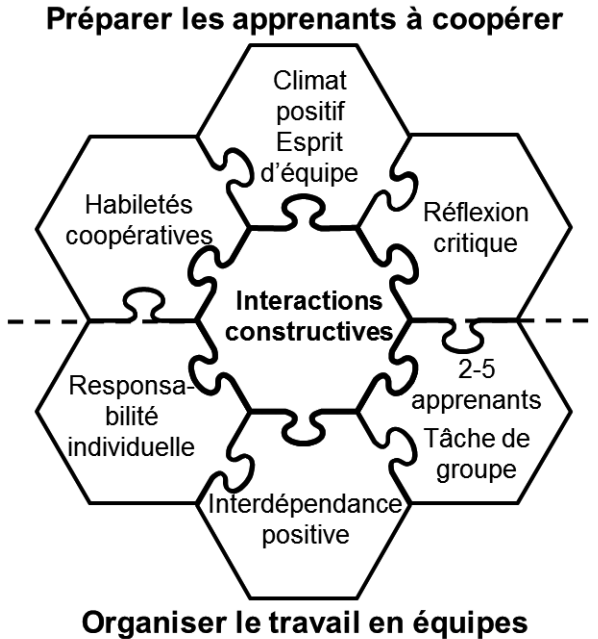 Préparer les apprenants à coopérer
Climat
positif
Esprit
d'équipe
Habiletés
coopératives
Réflexion
critique
Interactions
constructives
Responsa-
bilité
individuelle
2-5
apprenants
Tâche de
groupe
Interdépendance
positive
Organiser le travail en équipes